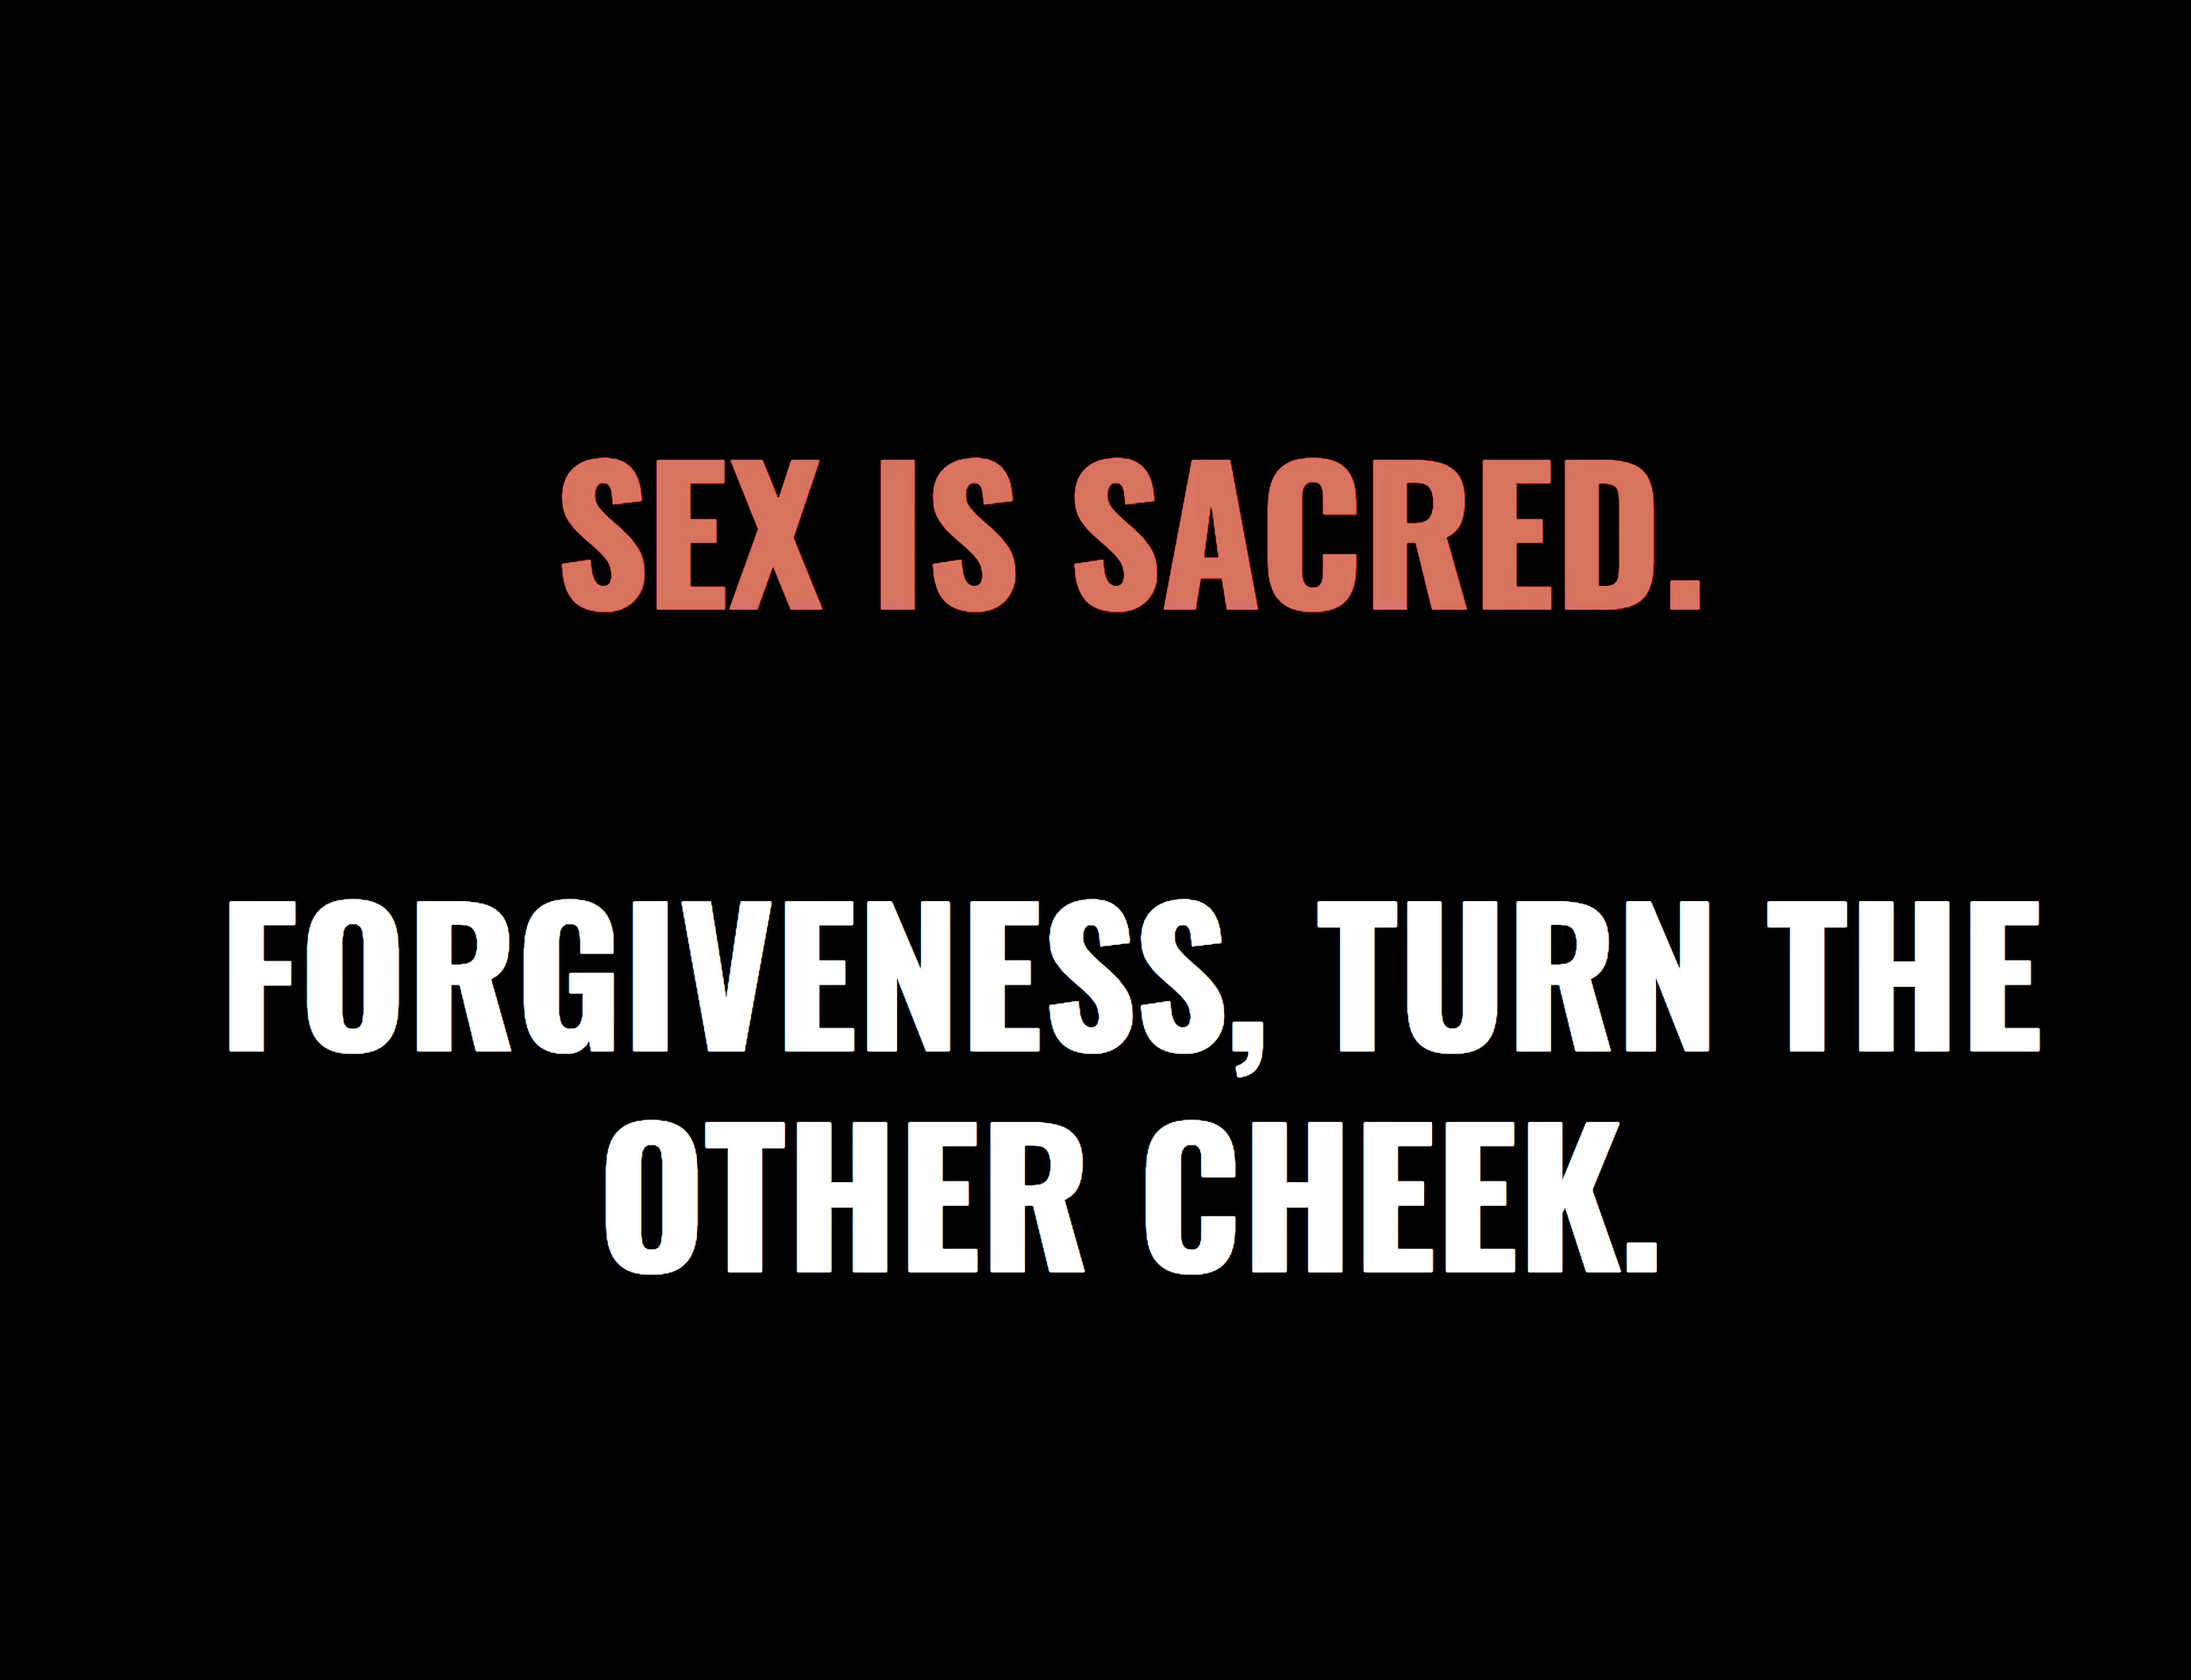 SEX IS SACRED.
FORGIVENESS, TURN THE
OTHER CHEEK.